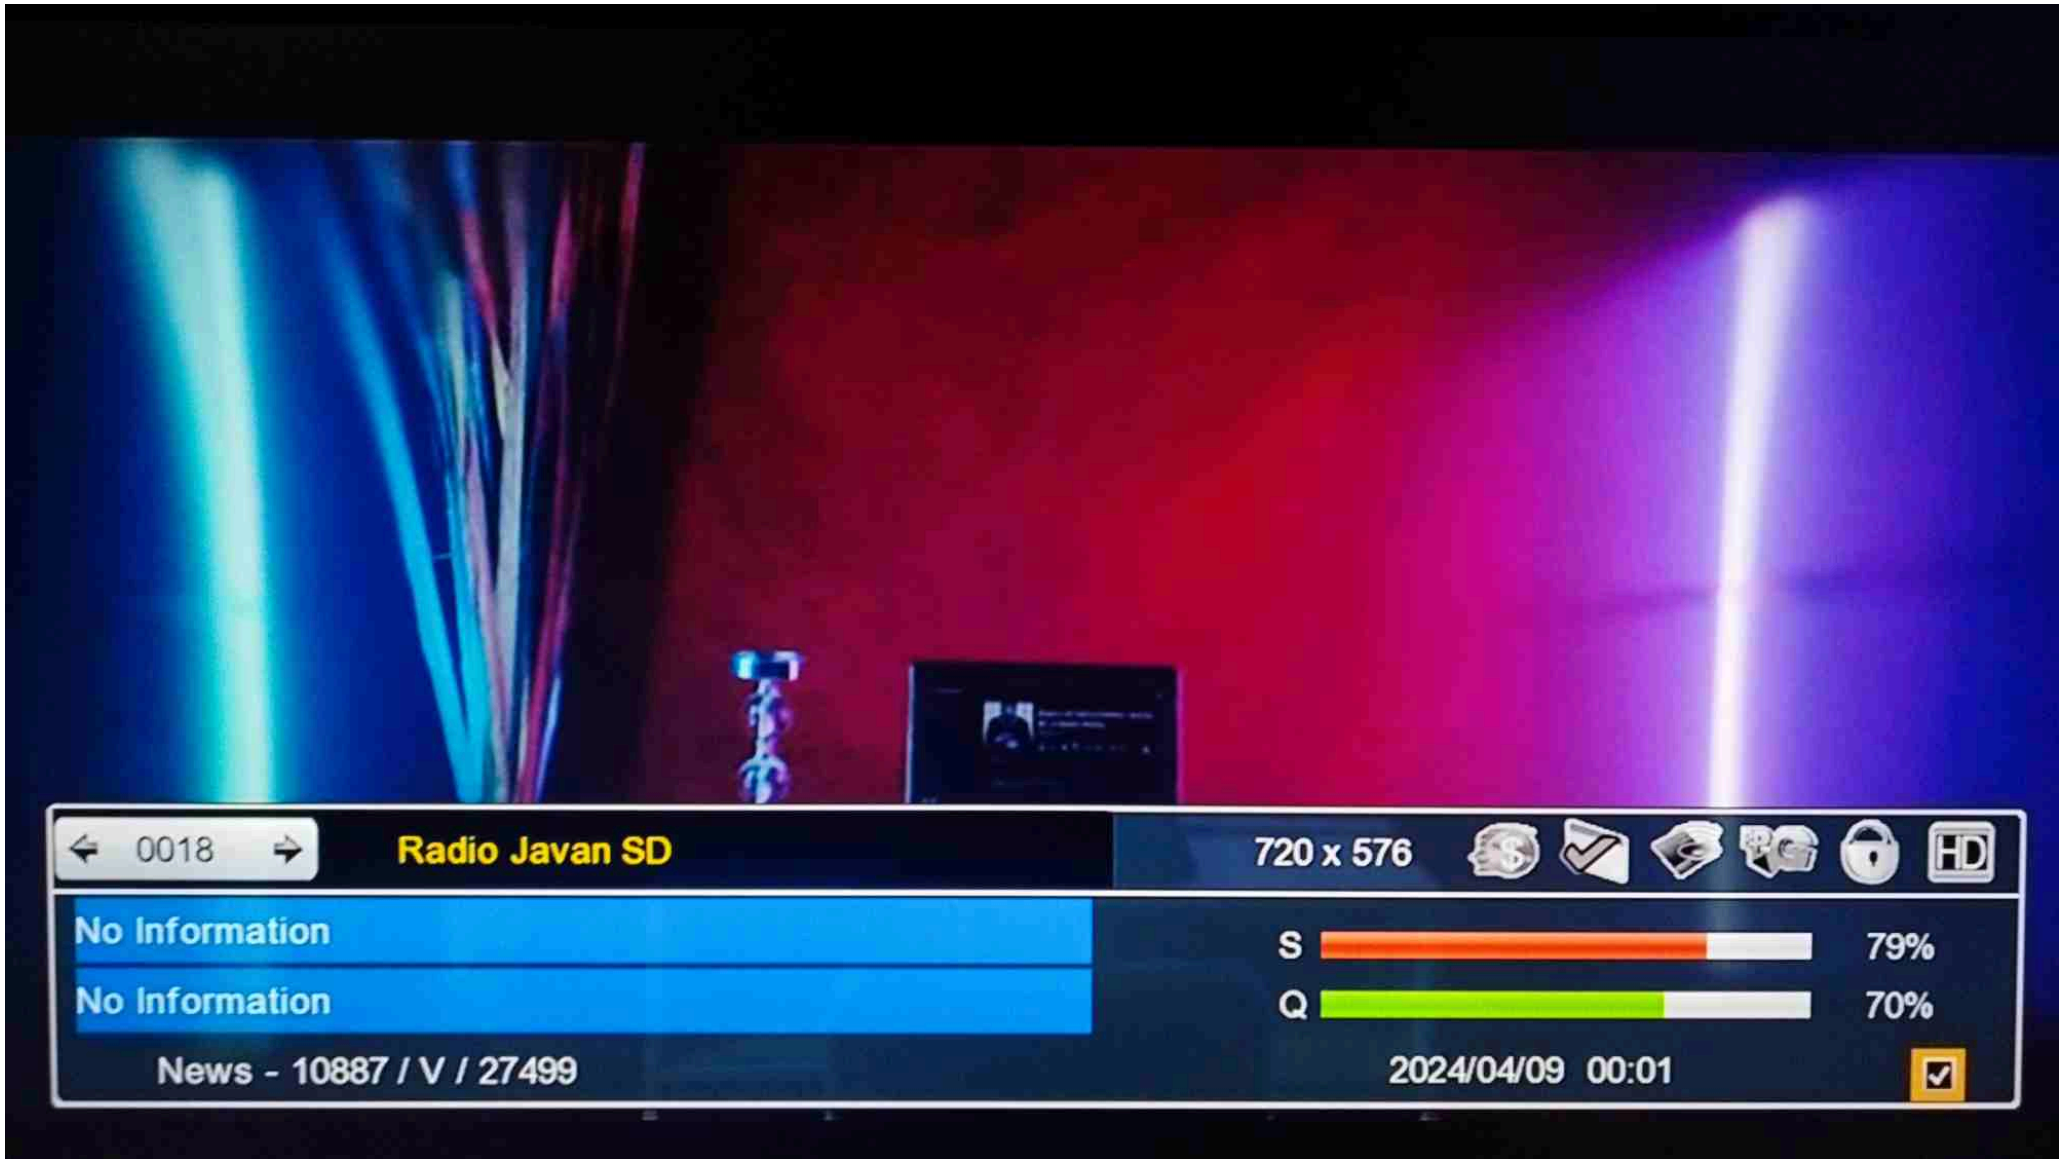 0018 Radio Javan SD 720 x 576 HD
No Information
S 79%
No Information
Q 70%
News - 10887 / V / 27499 2024/04/09 00:01